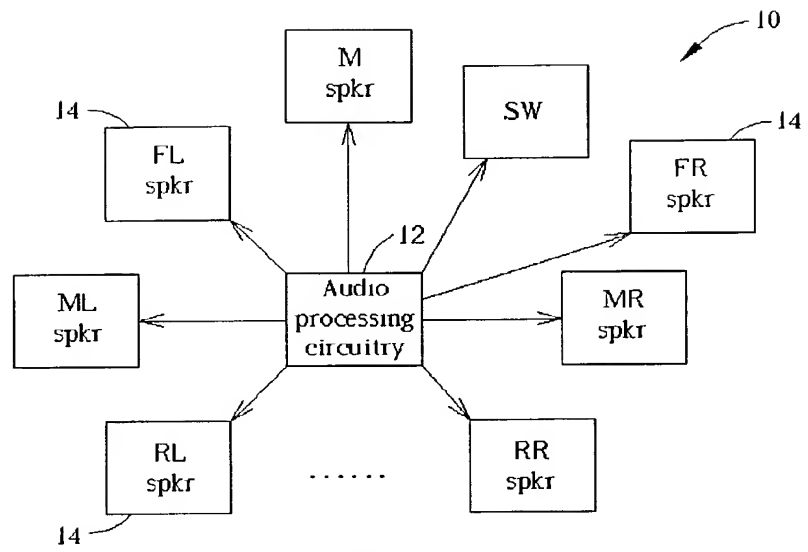 10
M
spkr
SW
14
FL
spkr
14
FR
spkr
12
Audio
processing
circuitry
ML
spkr
MR
spkr
RL
spkr
......
RR
spkr
14